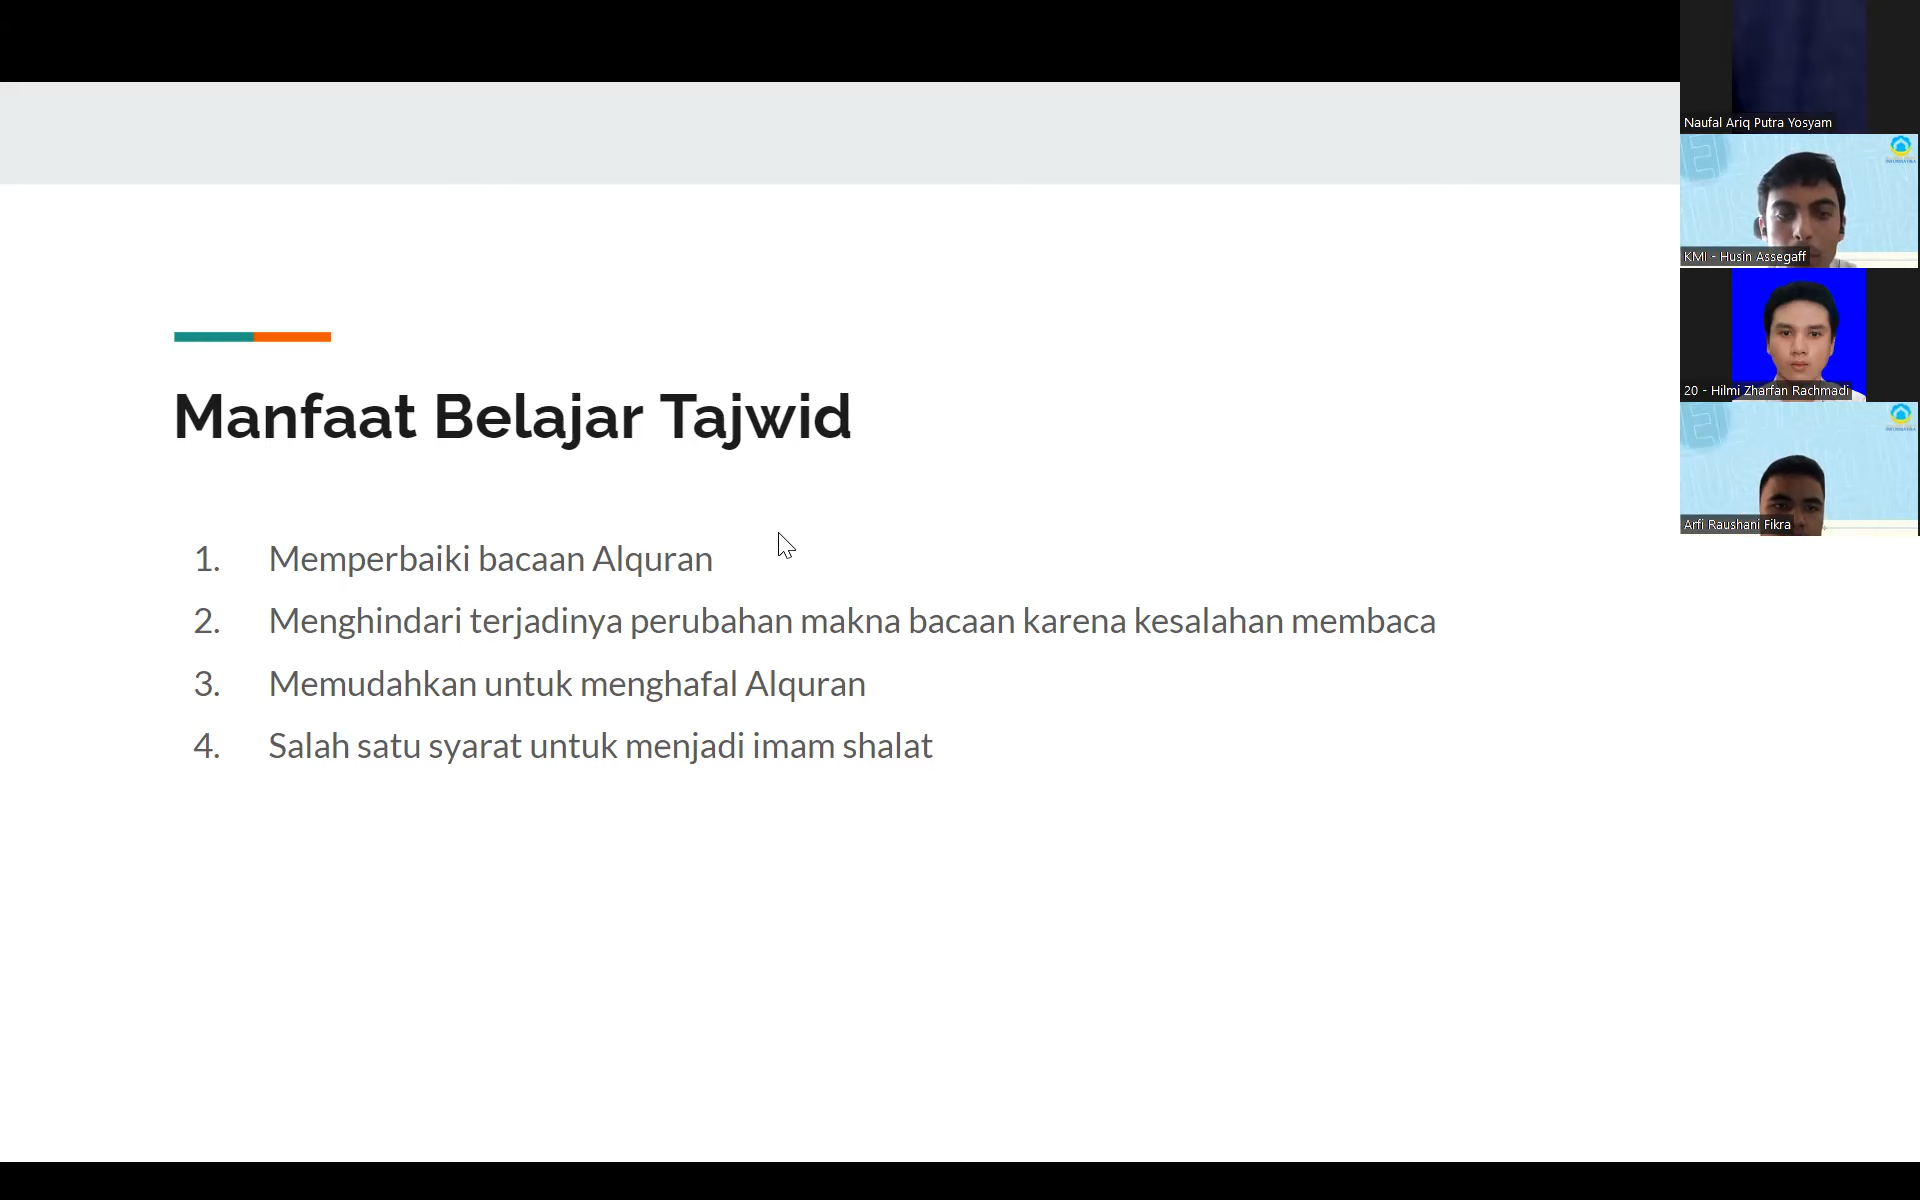 Manfaat Belajar Tajwid
1. Memperbaiki bacaan Alquran
2. Menghindari terjadinya perubahan makna bacaan karena kesalahan membaca
3. Memudahkan untuk menghafal Alquran
4. Salah satu syarat untuk menjadi imam shalat
Naufal Ariq Putra Yosyam
KMI - Husin Assegaff
20 - Hilmi Zharfan Rachmadi
Arfi Raushani Fikra